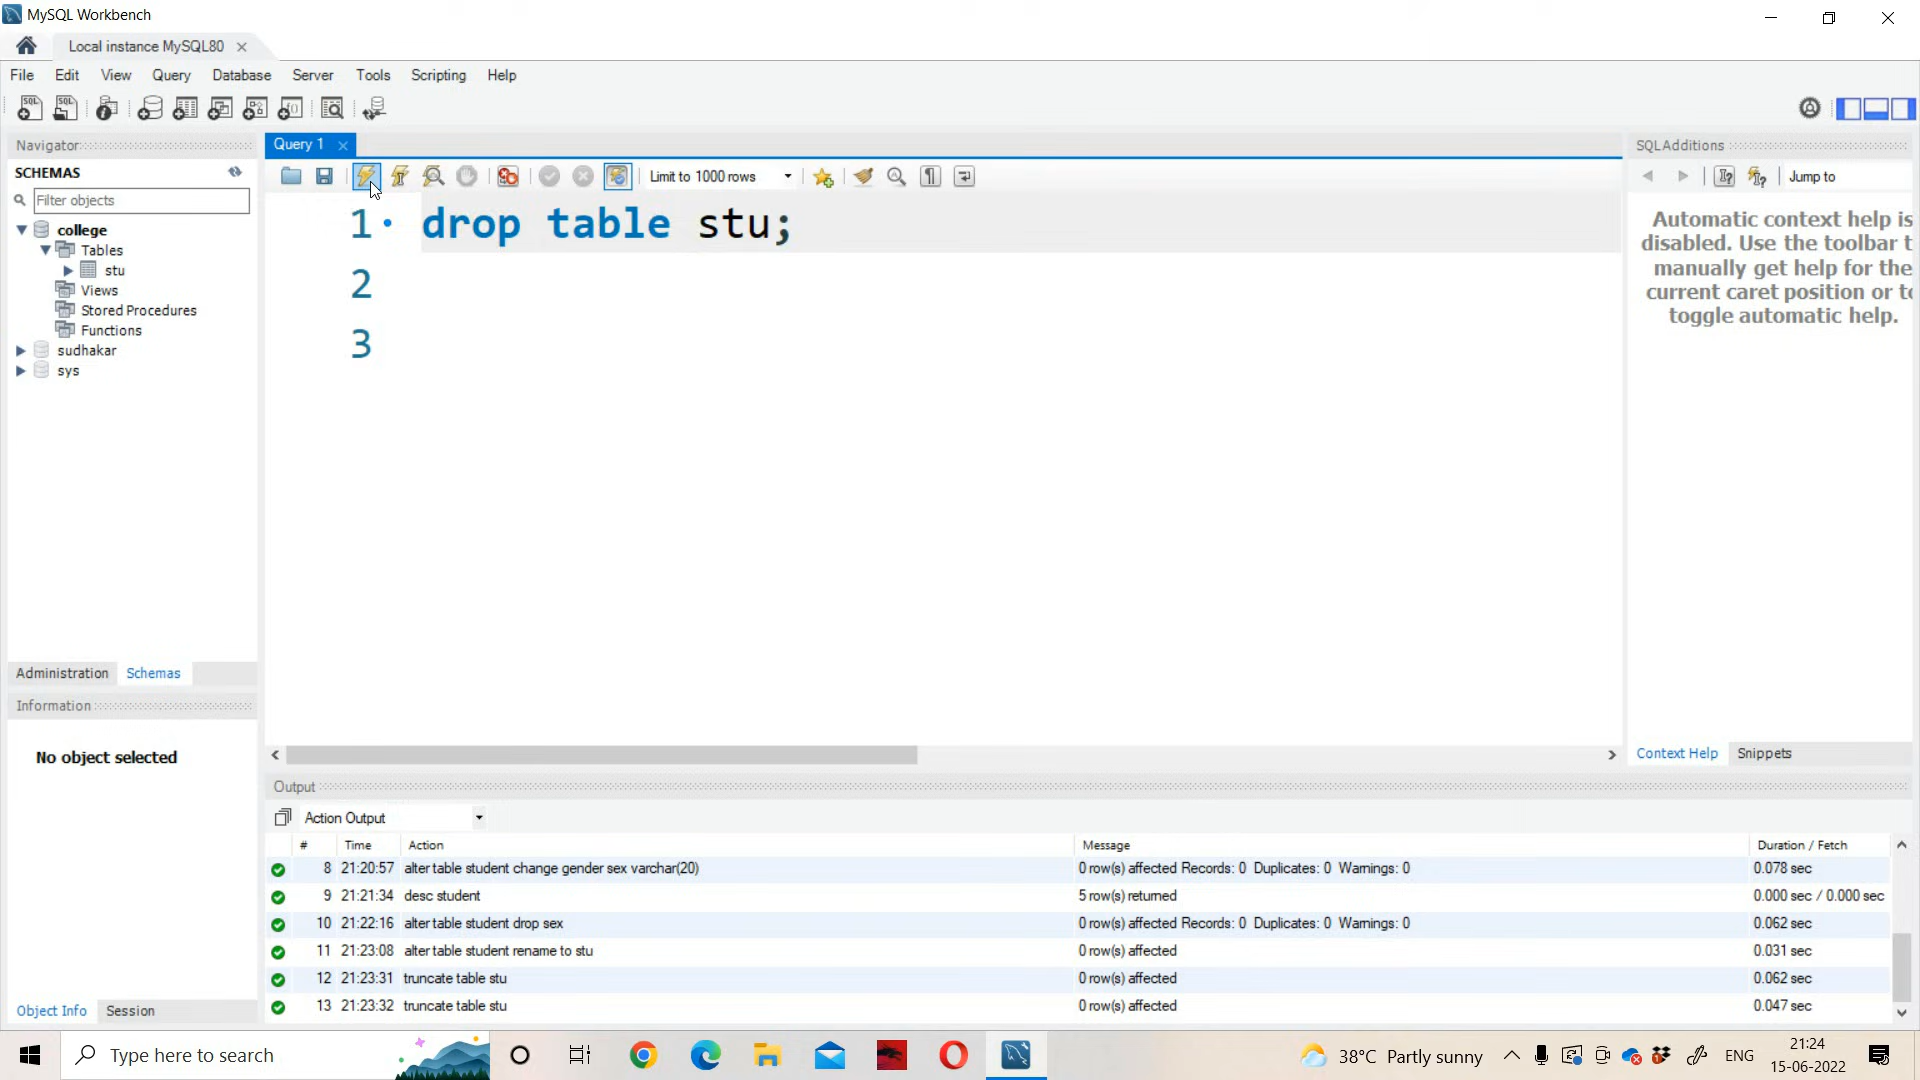 MySQL Workbench
Local instance MySQL80
File Edit View Query Database Server Tools Scripting Help
Navigator
SCHEMAS
Filter objects
college
Tables
stu
Views
Stored Procedures
Functions
sudhakar
sys
Administration Schemas
Information
No object selected
Object Info Session
Query 1
Limit to 1000 rows
1 drop table stu;
2
3
SQLAdditions
Jump to
Automatic context help is
disabled. Use the toolbar t
manually get help for the
current caret position or to
toggle automatic help.
Context Help Snippets
Output
Action Output
# Time Action Message Duration / Fetch
8 21:20:57 alter table student change gender sex varchar(20) 0 row(s) affected Records: 0 Duplicates: 0 Warnings: 0 0.078 sec
9 21:21:34 desc student 5 row(s) returned 0.000 sec / 0.000 sec
10 21:22:16 alter table student drop sex 0 row(s) affected Records: 0 Duplicates: 0 Warnings: 0 0.062 sec
11 21:23:08 alter table student rename to stu 0 row(s) affected 0.031 sec
12 21:23:31 truncate table stu 0 row(s) affected 0.062 sec
13 21:23:32 truncate table stu 0 row(s) affected 0.047 sec
Type here to search
38°C Partly sunny
ENG
21:24
15-06-2022